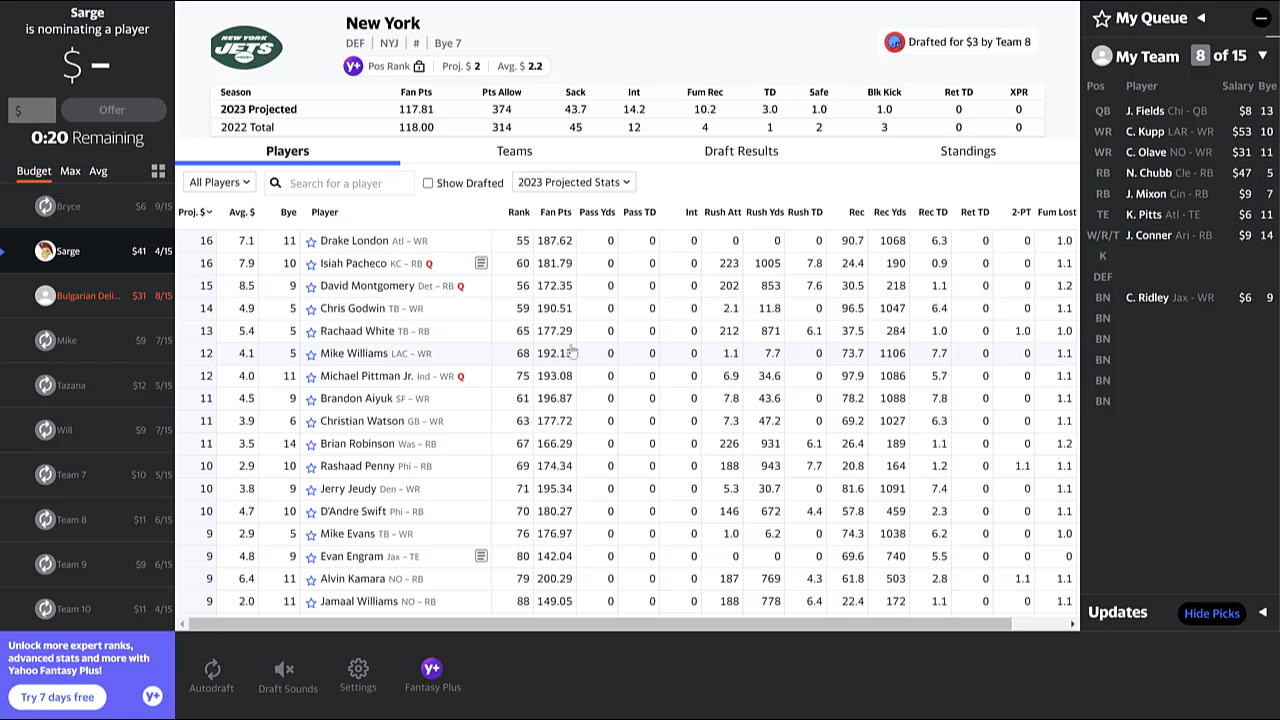 Sarge
is nominating a player
$ –
$
Offer
0:20 Remaining
Budget Max Avg
Bryce $6 9/15
Sarge $41 4/15
Bulgarian Deli... $31 8/15
Mike $9 7/15
Tazana $12 5/15
Will $9 7/15
Team 7 $10 5/15
Team 8 $11 6/15
Team 9 $9 6/15
Team 10 $11 4/15
Unlock more expert ranks,
advanced stats and more with
Yahoo Fantasy Plus!
Try 7 days free y+
NEW YORK
JETS
New York
DEF NYJ # Bye 7
y+ Pos Rank Proj. $ 2 Avg. $ 2.2
Drafted for $3 by Team 8
Season Fan Pts Pts Allow Sack Int Fum Rec TD Safe Blk Kick Ret TD XPR
2023 Projected 117.81 374 43.7 14.2 10.2 3.0 1.0 1.0 0 0
2022 Total 118.00 314 45 12 4 1 2 3 0 0
Players Teams Draft Results Standings
All Players Search for a player Show Drafted 2023 Projected Stats
Proj. $ Avg. $ Bye Player Rank Fan Pts Pass Yds Pass TD Int Rush Att Rush Yds Rush TD Rec Rec Yds Rec TD Ret TD 2-PT Fum Lost
16 7.1 11 Drake London Atl – WR 55 187.62 0 0 0 0 0 0 90.7 1068 6.3 0 0 1.0
16 7.9 10 Isiah Pacheco KC – RB Q 60 181.79 0 0 0 223 1005 7.8 24.4 190 0.9 0 0 1.1
15 8.5 9 David Montgomery Det – RB Q 56 172.35 0 0 0 202 853 7.6 30.5 218 1.1 0 0 1.2
14 4.9 5 Chris Godwin TB – WR 59 190.51 0 0 0 2.1 11.8 0 96.5 1047 6.4 0 0 1.1
13 5.4 5 Rachaad White TB – RB 65 177.29 0 0 0 212 871 6.1 37.5 284 1.0 0 1.0 1.0
12 4.1 5 Mike Williams LAC – WR 68 0 0 0 1.1 7.7 0 73.7 1106 7.7 0 0 1.1
12 4.0 11 Michael Pittman Jr. Ind – WR Q 75 193.08 0 0 0 6.9 34.6 0 97.9 1086 5.7 0 0 1.1
11 4.5 9 Brandon Aiyuk SF – WR 61 196.87 0 0 0 7.8 43.6 0 78.2 1088 7.8 0 0 1.1
11 3.9 6 Christian Watson GB – WR 63 177.72 0 0 0 7.3 47.2 0 69.2 1027 6.3 0 0 1.1
11 3.5 14 Brian Robinson Was – RB 67 166.29 0 0 0 226 931 6.1 26.4 189 1.1 0 0 1.2
10 2.9 10 Rashaad Penny Phi – RB 69 174.34 0 0 0 188 943 7.7 20.8 164 1.2 0 1.1 1.1
10 3.8 9 Jerry Jeudy Den – WR 71 195.34 0 0 0 5.3 30.7 0 81.6 1091 7.4 0 0 1.1
10 4.7 10 D'Andre Swift Phi – RB 70 180.27 0 0 0 146 672 4.4 57.8 459 2.3 0 0 1.1
9 2.9 5 Mike Evans TB – WR 76 176.97 0 0 0 1.0 6.2 0 74.3 1038 6.2 0 0 1.0
9 4.8 9 Evan Engram Jax – TE 80 142.04 0 0 0 0 0 0 69.6 740 5.5 0 0 0
9 6.4 11 Alvin Kamara NO – RB 79 200.29 0 0 0 187 769 4.3 61.8 503 2.8 0 1.1 1.1
9 2.0 11 Jamaal Williams NO – RB 88 149.05 0 0 0 188 778 6.4 22.4 172 1.1 0 0 1.1
Autodraft Draft Sounds Settings Fantasy Plus
y+
My Queue
My Team 8 of 15
Pos Player Salary Bye
QB J. Fields Chi - QB $8 13
WR C. Kupp LAR - WR $53 10
WR C. Olave NO - WR $31 11
RB N. Chubb Cle - RB $47 5
RB J. Mixon Cin - RB $9 7
TE K. Pitts Atl - TE $6 11
W/R/T J. Conner Ari - RB $9 14
K
DEF
BN C. Ridley Jax - WR $6 9
BN
BN
BN
BN
BN
Updates Hide Picks